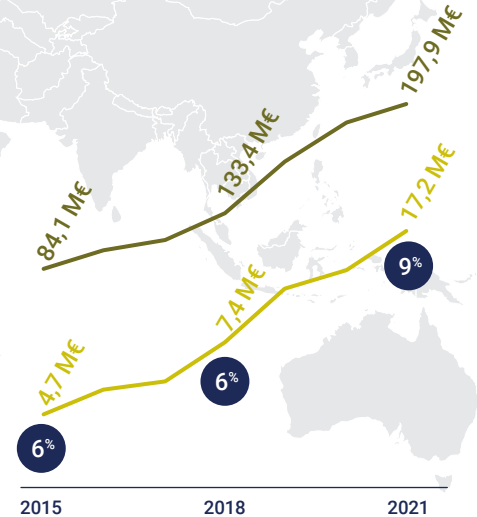 197,9 M€
133,4 M€
84,1 M€
17,2 M€
9%
7,4 M€
6%
4,7 M€
6%
2015 2018 2021